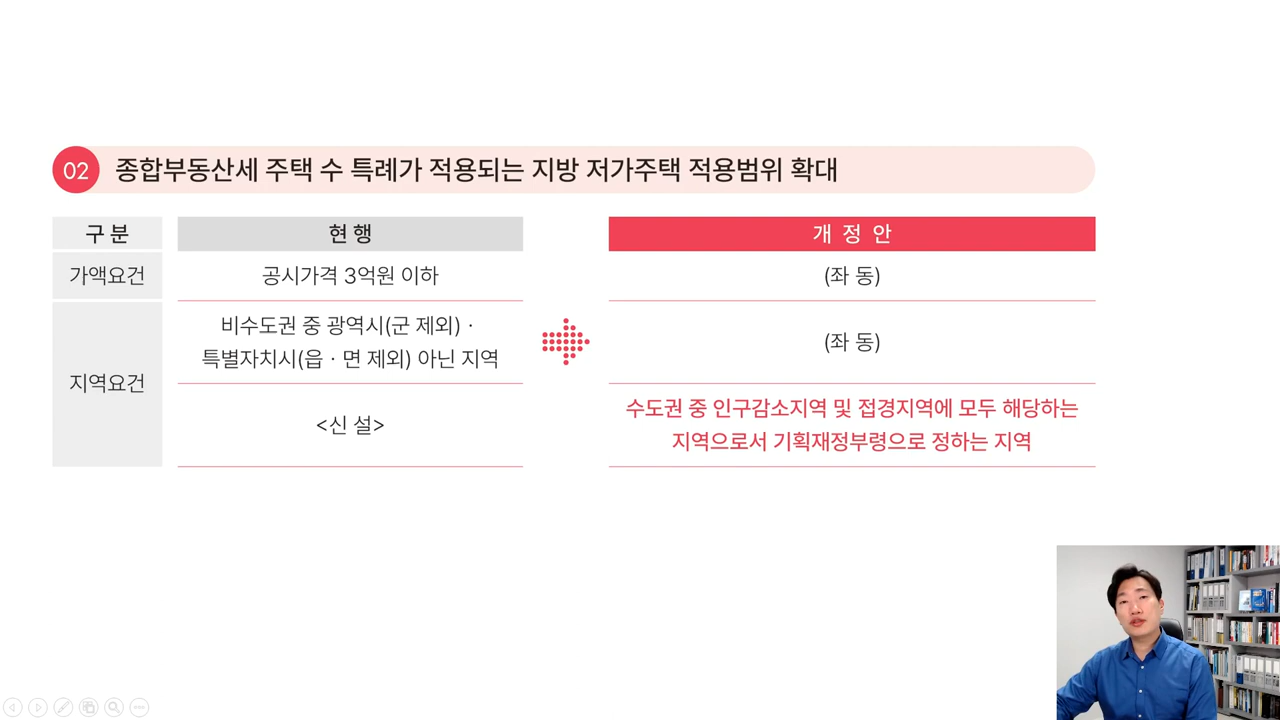 02 종합부동산세 주택 수 특례가 적용되는 지방 저가주택 적용범위 확대
구 분 현 행 개 정 안
가액요건 공시가격 3억원 이하 (좌 동)
지역요건 비수도권 중 광역시(군 제외) ·
특별자치시(읍 · 면 제외) 아닌 지역 (좌 동)
<신 설> 수도권 중 인구감소지역 및 접경지역에 모두 해당하는
지역으로서 기획재정부령으로 정하는 지역